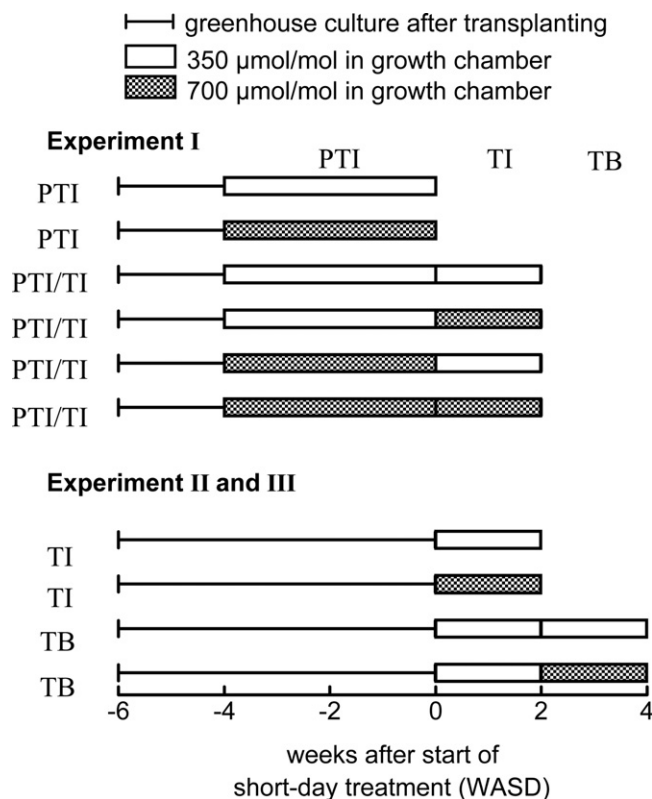 greenhouse culture after transplanting
350 µmol/mol in growth chamber
700 µmol/mol in growth chamber
Experiment I
PTI TI TB
PTI
PTI
PTI/TI
PTI/TI
PTI/TI
PTI/TI
Experiment II and III
TI
TI
TB
TB
-6 -4 -2 0 2 4
weeks after start of
short-day treatment (WASD)